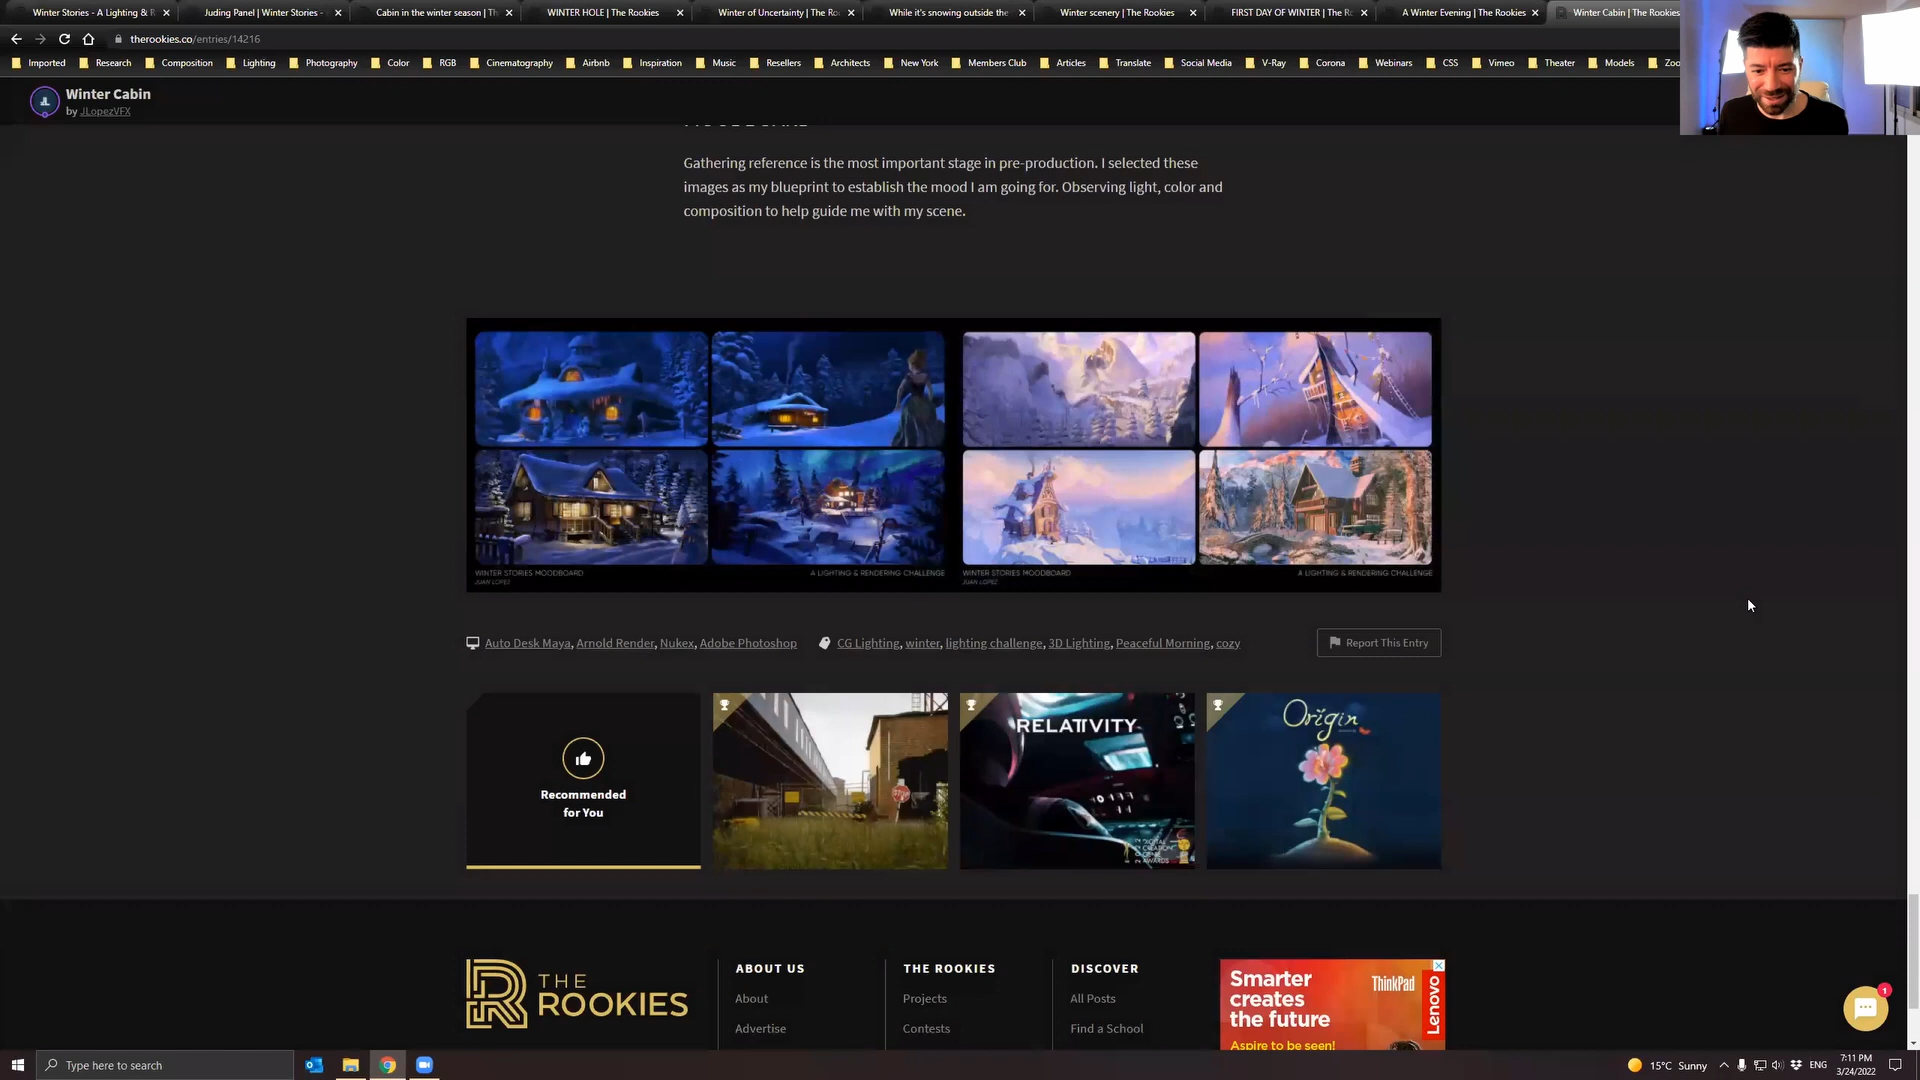 Winter Stories - A Lighting & R
Juding Panel | Winter Stories -
Cabin in the winter season | Th
WINTER HOLE | The Rookies
Winter of Uncertainty | The Roo
While it's snowing outside the
Winter scenery | The Rookies
FIRST DAY OF WINTER | The Ro
A Winter Evening | The Rookies
Winter Cabin | The Rookies
therookies.co/entries/14216
Imported Research Composition Lighting Photography Color RGB Cinematography Airbnb Inspiration Music Resellers Architects New York Members Club Articles Translate Social Media V-Ray Corona Webinars CSS Vimeo Theater Models Zoo
Winter Cabin
by JLopezVFX
Gathering reference is the most important stage in pre-production. I selected these
images as my blueprint to establish the mood I am going for. Observing light, color and
composition to help guide me with my scene.
WINTER STORIES MOODBOARD
JUAN LOPEZ
A LIGHTING & RENDERING CHALLENGE
WINTER STORIES MOODBOARD
JUAN LOPEZ
A LIGHTING & RENDERING CHALLENGE
Auto Desk Maya, Arnold Render, Nukex, Adobe Photoshop
CG Lighting, winter, lighting challenge, 3D Lighting, Peaceful Morning, cozy
Report This Entry
Recommended
for You
STOP
RELATIVITY
AWARDS
Origin
THE
ROOKIES
ABOUT US
About
Advertise
THE ROOKIES
Projects
Contests
DISCOVER
All Posts
Find a School
Smarter
creates
the future
Aspire to be seen!
ThinkPad
Lenovo
1
Type here to search
15°C Sunny
ENG
7:11 PM
3/24/2022